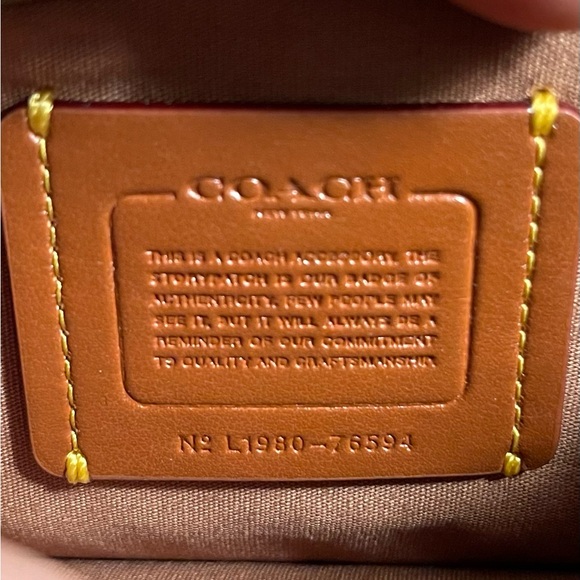 COACH
NEW YORK
THIS IS A COACH ACCESSORY. THE
STORYPATCH IS OUR BADGE OF
AUTHENTICITY. FEW PEOPLE MAY
SEE IT, BUT IT WILL ALWAYS BE A
REMINDER OF OUR COMMITMENT
TO QUALITY AND CRAFTSMANSHIP.
Nº L1980-76594